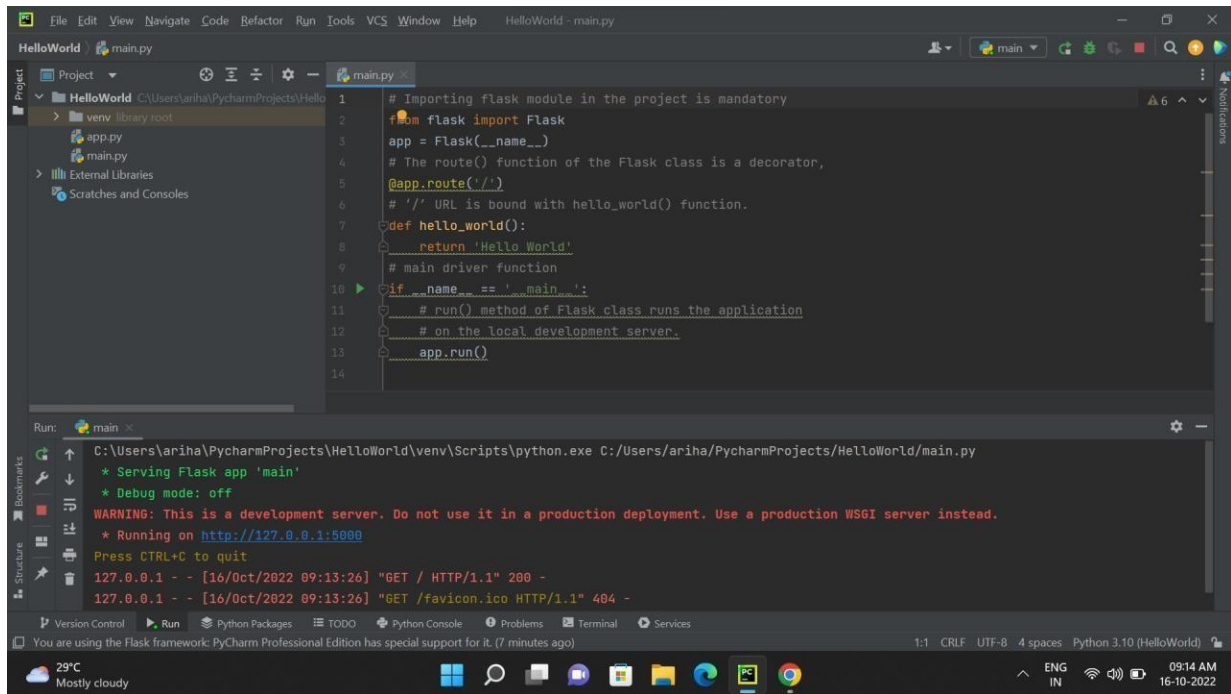 File Edit View Navigate Code Refactor Run Tools VCS Window Help HelloWorld - main.py
HelloWorld main.py main
Project
main.py
HelloWorld C:\Users\ariha\PycharmProjects\Hello
venv library root
app.py
main.py
External Libraries
Scratches and Consoles
1 # Importing flask module in the project is mandatory
2 from flask import Flask
3 app = Flask(__name__)
4 # The route() function of the Flask class is a decorator,
5 @app.route('/')
6 # ‘/’ URL is bound with hello_world() function.
7 def hello_world():
8 return 'Hello World'
9 # main driver function
10 if __name__ == '__main__':
11 # run() method of Flask class runs the application
12 # on the local development server.
13 app.run()
14
6
Project
Notifications
Bookmarks
Structure
Run: main
C:\Users\ariha\PycharmProjects\HelloWorld\venv\Scripts\python.exe C:/Users/ariha/PycharmProjects/HelloWorld/main.py
* Serving Flask app 'main'
* Debug mode: off
WARNING: This is a development server. Do not use it in a production deployment. Use a production WSGI server instead.
* Running on http://127.0.0.1:5000
Press CTRL+C to quit
127.0.0.1 - - [16/Oct/2022 09:13:26] "GET / HTTP/1.1" 200 -
127.0.0.1 - - [16/Oct/2022 09:13:26] "GET /favicon.ico HTTP/1.1" 404 -
Version Control Run Python Packages TODO Python Console Problems Terminal Services
You are using the Flask framework: PyCharm Professional Edition has special support for it. (7 minutes ago) 1:1 CRLF UTF-8 4 spaces Python 3.10 (HelloWorld)
29°C
Mostly cloudy
ENG
IN
09:14 AM
16-10-2022